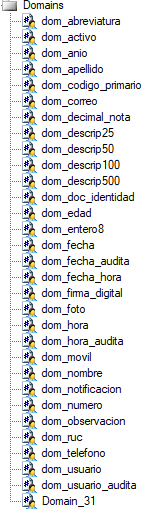 Domains
dom_abreviatura
dom_activo
dom_anio
dom_apellido
dom_codigo_primario
dom_correo
dom_decimal_nota
dom_descrip25
dom_descrip50
dom_descrip100
dom_descrip500
dom_doc_identidad
dom_edad
dom_entero8
dom_fecha
dom_fecha_audita
dom_fecha_hora
dom_firma_digital
dom_foto
dom_hora
dom_hora_audita
dom_movil
dom_nombre
dom_notificacion
dom_numero
dom_observacion
dom_ruc
dom_telefono
dom_usuario
dom_usuario_audita
Domain_31